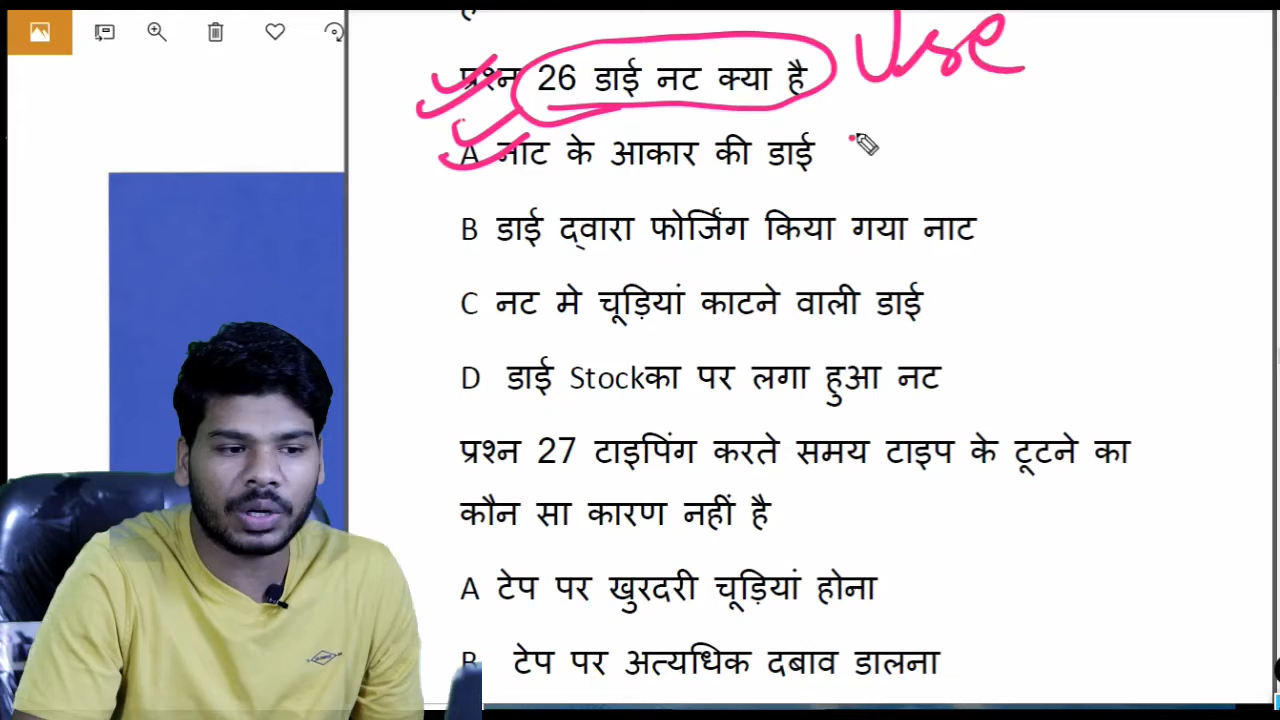 Use
प्रश्न 26 डाई नट क्या है
A नाट के आकार की डाई
B डाई द्वारा फोर्जिंग किया गया नाट
C नट मे चूड़ियां काटने वाली डाई
D डाई Stockका पर लगा हुआ नट
प्रश्न 27 टाइपिंग करते समय टाइप के टूटने का
कौन सा कारण नहीं है
A टेप पर खुरदरी चूड़ियां होना
B टेप पर अत्यधिक दबाव डालना